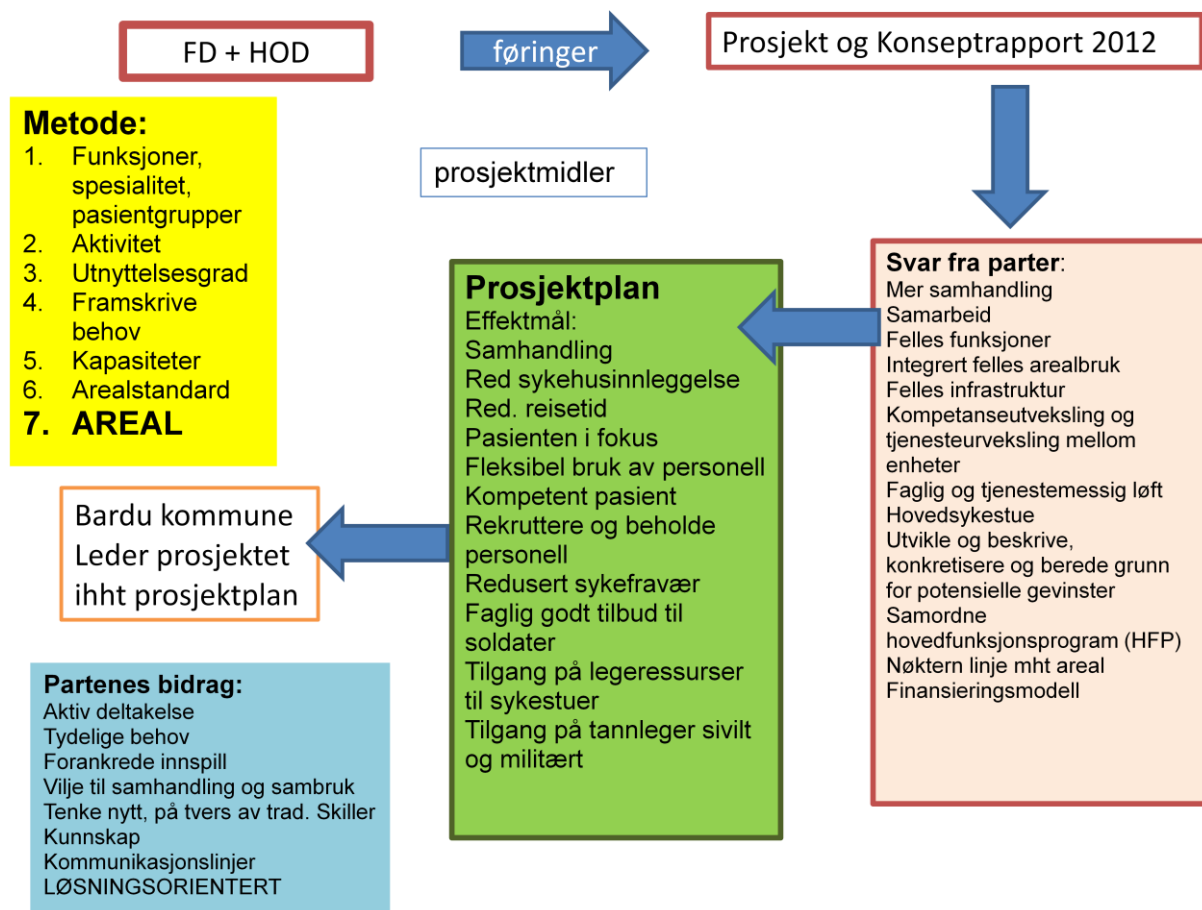 FD + HOD
føringer
Prosjekt og Konseptrapport 2012
Metode:
1. Funksjoner,
spesialitet,
pasientgrupper
2. Aktivitet
3. Utnyttelsesgrad
4. Framskrive
behov
5. Kapasiteter
6. Arealstandard
7. AREAL
prosjektmidler
Svar fra parter:
Mer samhandling
Samarbeid
Felles funksjoner
Integrert felles arealbruk
Felles infrastruktur
Kompetanseutveksling og
tjenesteurveksling mellom
enheter
Faglig og tjenestemessig løft
Hovedsykestue
Utvikle og beskrive,
konkretisere og berede grunn
for potensielle gevinster
Samordne
hovedfunksjonsprogram (HFP)
Nøktern linje mht areal
Finansieringsmodell
Prosjektplan
Effektmål:
Samhandling
Red sykehusinnleggelse
Red. reisetid
Pasienten i fokus
Fleksibel bruk av personell
Kompetent pasient
Rekruttere og beholde
personell
Redusert sykefravær
Faglig godt tilbud til
soldater
Tilgang på legeressurser
til sykestuer
Tilgang på tannleger sivilt
og militært
Bardu kommune
Leder prosjektet
ihht prosjektplan
Partenes bidrag:
Aktiv deltakelse
Tydelige behov
Forankrede innspill
Vilje til samhandling og sambruk
Tenke nytt, på tvers av trad. Skiller
Kunnskap
Kommunikasjonslinjer
LØSNINGSORIENTERT